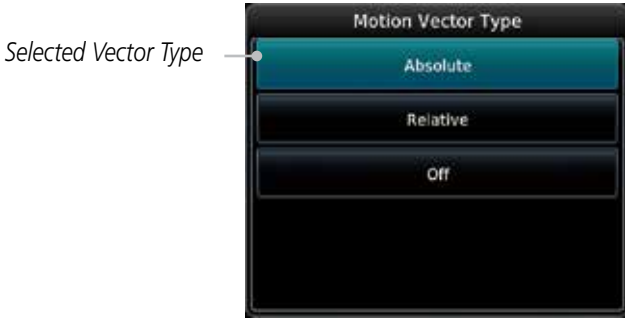 Motion Vector Type
Selected Vector Type
Absolute
Relative
Off